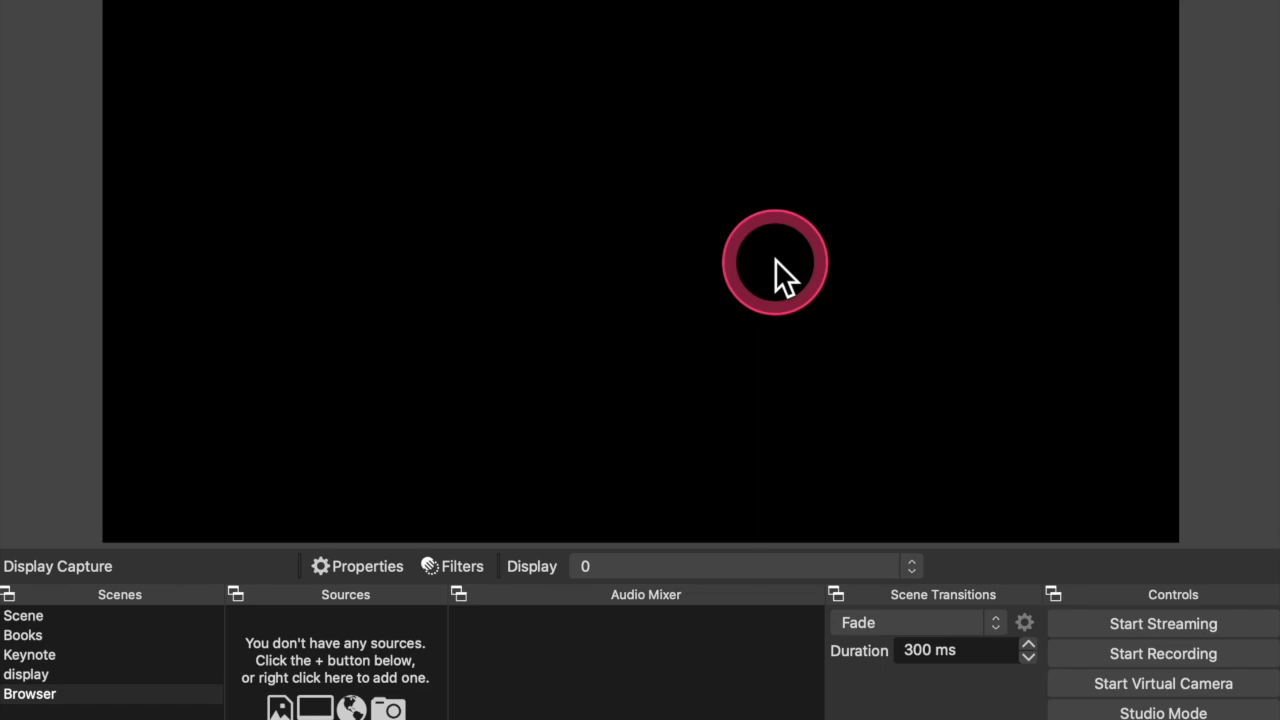 Display Capture
Properties
Filters
Display
0
Scenes
Sources
Audio Mixer
Scene Transitions
Controls
Scene
Books
Keynote
display
Browser
You don't have any sources.
Click the + button below,
or right click here to add one.
Fade
Duration
300 ms
Start Streaming
Start Recording
Start Virtual Camera
Studio Mode